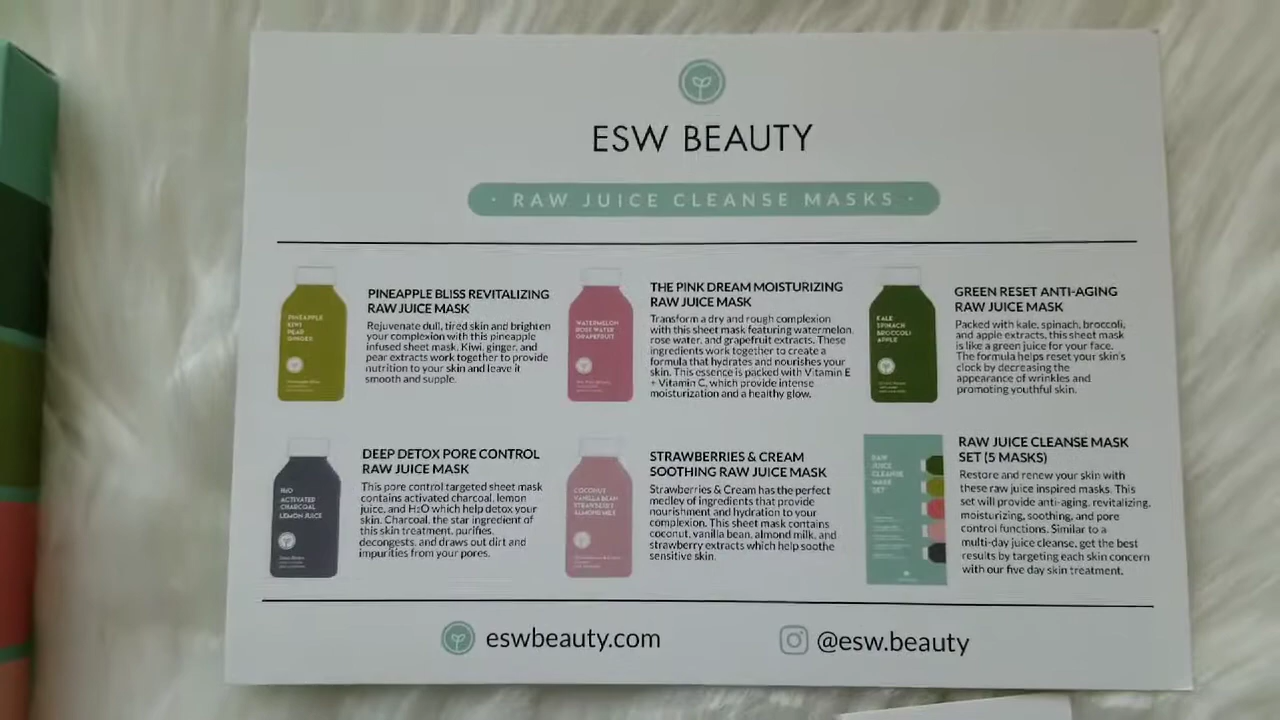 ESW BEAUTY
· RAW JUICE CLEANSE MASKS ·
PINEAPPLE BLISS REVITALIZING
RAW JUICE MASK
Rejuvenate dull, tired skin and brighten
your complexion with this pineapple
infused sheet mask. Kiwi, ginger, and
pear extracts work together to provide
nutrition to your skin and leave it
smooth and supple.
PINEAPPLE
KIWI
PEAR
GINGER
THE PINK DREAM MOISTURIZING
RAW JUICE MASK
Transform a dry and rough complexion
with this sheet mask featuring watermelon,
rose water, and grapefruit extracts. These
ingredients work together to create a
formula that hydrates and nourishes your
skin. This essence is packed with Vitamin E
+ Vitamin C, which provide intense
moisturization and a healthy glow.
WATERMELON
ROSE WATER
GRAPEFRUIT
GREEN RESET ANTI-AGING
RAW JUICE MASK
Packed with kale, spinach, broccoli,
and apple extracts, this sheet mask
is like a green juice for your face.
The formula helps reset your skin's
clock by decreasing the
appearance of wrinkles and
promoting youthful skin.
KALE
SPINACH
BROCCOLI
APPLE
DEEP DETOX PORE CONTROL
RAW JUICE MASK
This pore control targeted sheet mask
contains activated charcoal, lemon
juice, and H2O which help detox your
skin. Charcoal, the star ingredient of
this skin treatment, purifies,
decongests, and draws out dirt and
impurities from your pores.
H2O
ACTIVATED
CHARCOAL
LEMON JUICE
STRAWBERRIES & CREAM
SOOTHING RAW JUICE MASK
Strawberries & Cream has the perfect
medley of ingredients that provide
nourishment and hydration to your
complexion. This sheet mask contains
coconut, vanilla bean, almond milk, and
strawberry extracts which help soothe
sensitive skin.
COCONUT
VANILLA BEAN
STRAWBERRY
ALMOND MILK
RAW JUICE CLEANSE MASK
SET (5 MASKS)
Restore and renew your skin with
these raw juice inspired masks. This
set will provide anti-aging, revitalizing,
moisturizing, soothing, and pore
control functions. Similar to a
multi-day juice cleanse, get the best
results by targeting each skin concern
with our five day skin treatment.
RAW
JUICE
CLEANSE
MASK
SET
eswbeauty.com
@esw.beauty